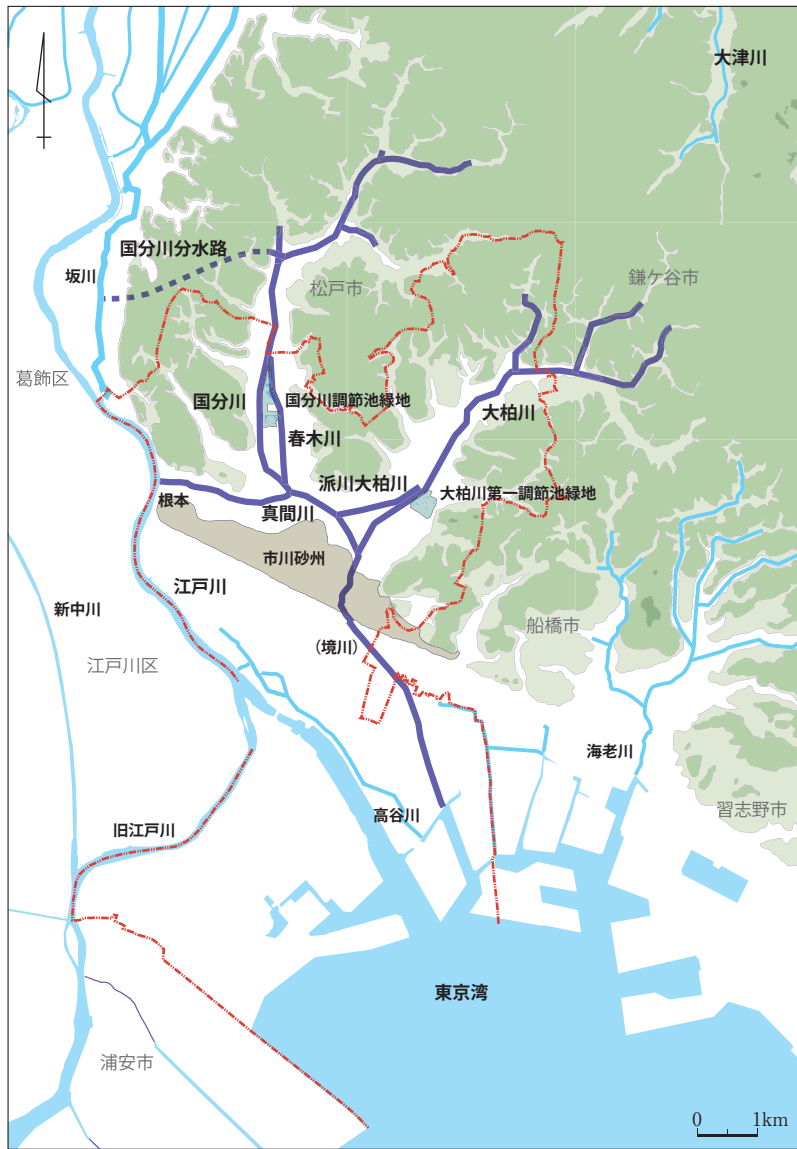 大津川
国分川分水路
坂川
松戸市
鎌ケ谷市
葛飾区
国分川
国分川調節池緑地
大柏川
春木川
派川大柏川
大柏川第一調節池緑地
根本
真間川
市川砂州
江戸川
新中川
船橋市
(境川)
江戸川区
海老川
習志野市
高谷川
旧江戸川
東京湾
浦安市
0 1km